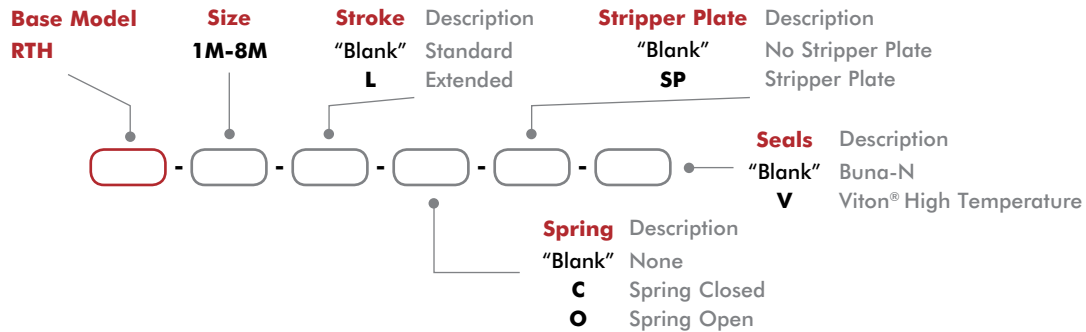 Base Model Size Stroke Description Stripper Plate Description
RTH 1M-8M "Blank" Standard "Blank" No Stripper Plate
L Extended SP Stripper Plate
- - - - -
Seals Description
"Blank" Buna-N
V Viton® High Temperature
Spring Description
"Blank" None
C Spring Closed
O Spring Open